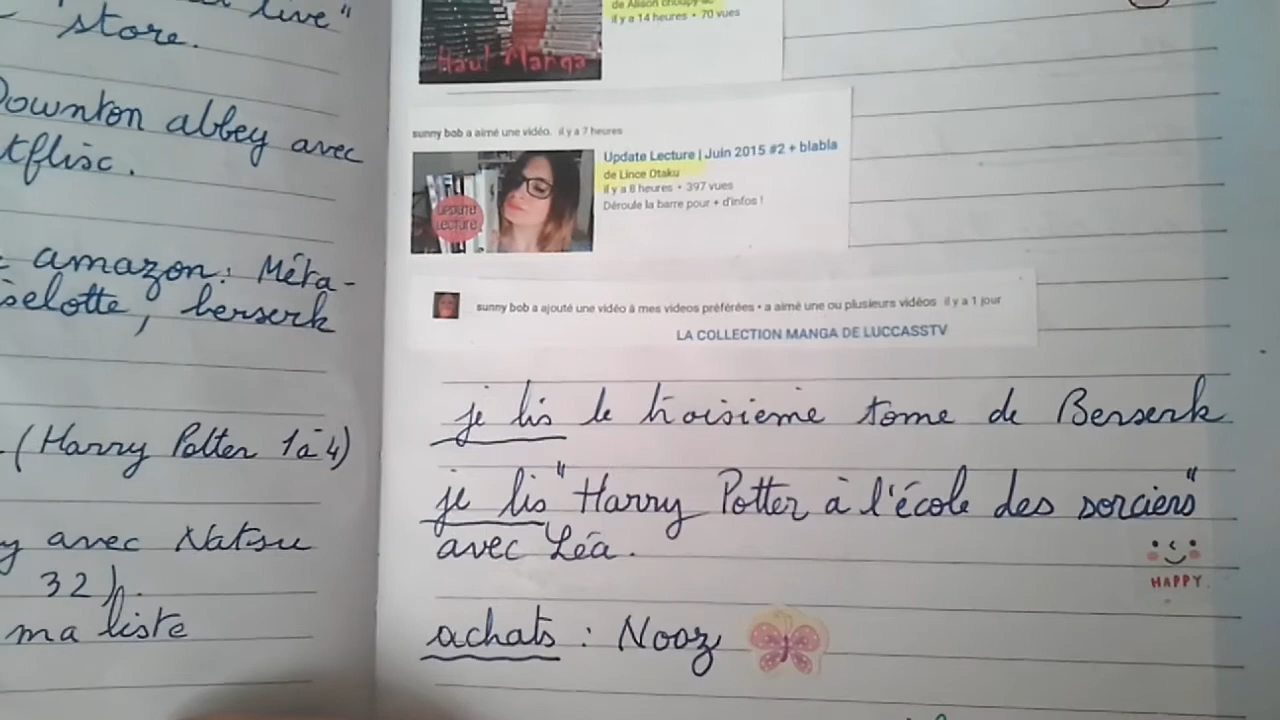 live"
store.
Downton abbey avec
amazon: Méta-
berserk
(Harry Potter 1 à 4)
avec Natsu
32h.
ma liste
Haul Manga
de Alison
il y a 14 heures • 70 vues
sunny bob a aimé une vidéo. il y a 7 heures
UPDATE
LECTURE
Update Lecture | Juin 2015 #2 + blabla
de Lince Otaku
il y a 8 heures • 397 vues
Déroule la barre pour + d'infos !
sunny bob a ajouté une vidéo à mes videos préférées • a aimé une ou plusieurs vidéos il y a 1 jour
LA COLLECTION MANGA DE LUCCASSTV
je lis le troisieme tome de Berserk
je lis "Harry Potter à l'école des sorciers"
avec Léa.
HAPPY
achats : Nooz